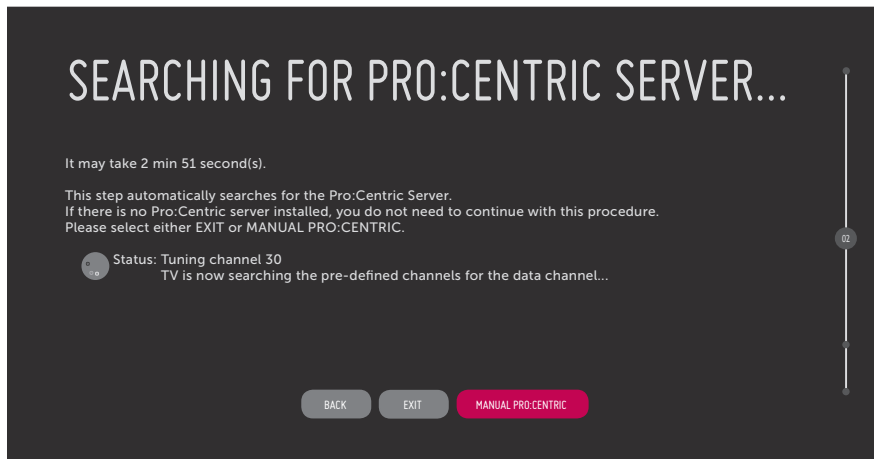 SEARCHING FOR PRO:CENTRIC SERVER...
It may take 2 min 51 second(s).
This step automatically searches for the Pro:Centric Server.
If there is no Pro:Centric server installed, you do not need to continue with this procedure.
Please select either EXIT or MANUAL PRO:CENTRIC.
02
Status: Tuning channel 30
TV is now searching the pre-defined channels for the data channel...
BACK EXIT MANUAL PRO:CENTRIC